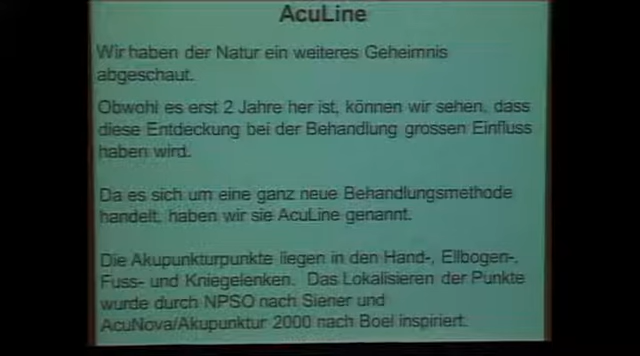 AcuLine
Wir haben der Natur ein weiteres Geheimnis
abgeschaut.
Obwohl es erst 2 Jahre her ist, können wir sehen, dass
diese Entdeckung bei der Behandlung grossen Einfluss
haben wird.
Da es sich um eine ganz neue Behandlungsmethode
handelt, haben wir sie AcuLine genannt.
Die Akupunkturpunkte liegen in den Hand-, Ellbogen-,
Fuss- und Kniegelenken. Das Lokalisieren der Punkte
wurde durch NPSO nach Siener und
AcuNova/Akupunktur 2000 nach Boel inspiriert.